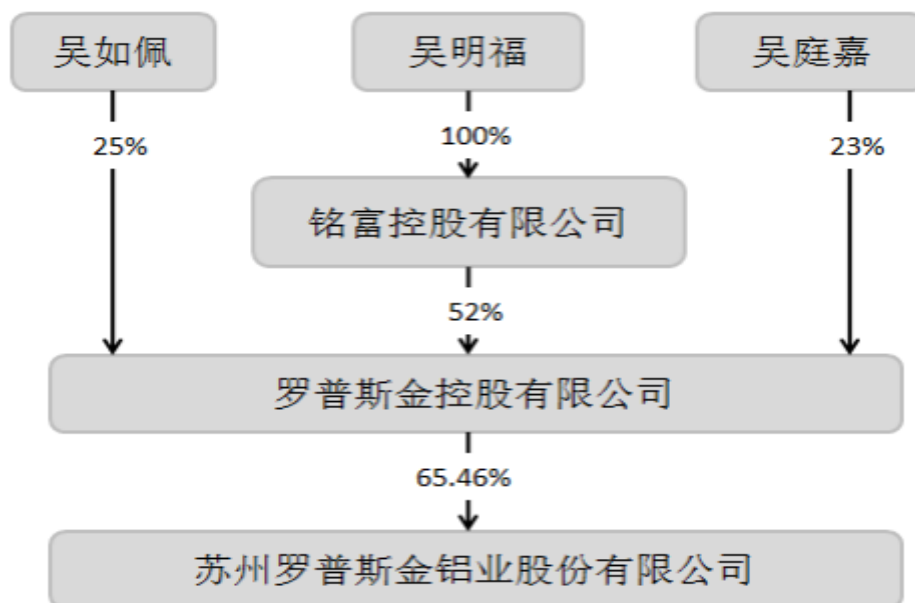 吴如佩
吴明福
吴庭嘉
25%
100%
23%
铭富控股有限公司
52%
罗普斯金控股有限公司
65.46%
苏州罗普斯金铝业股份有限公司